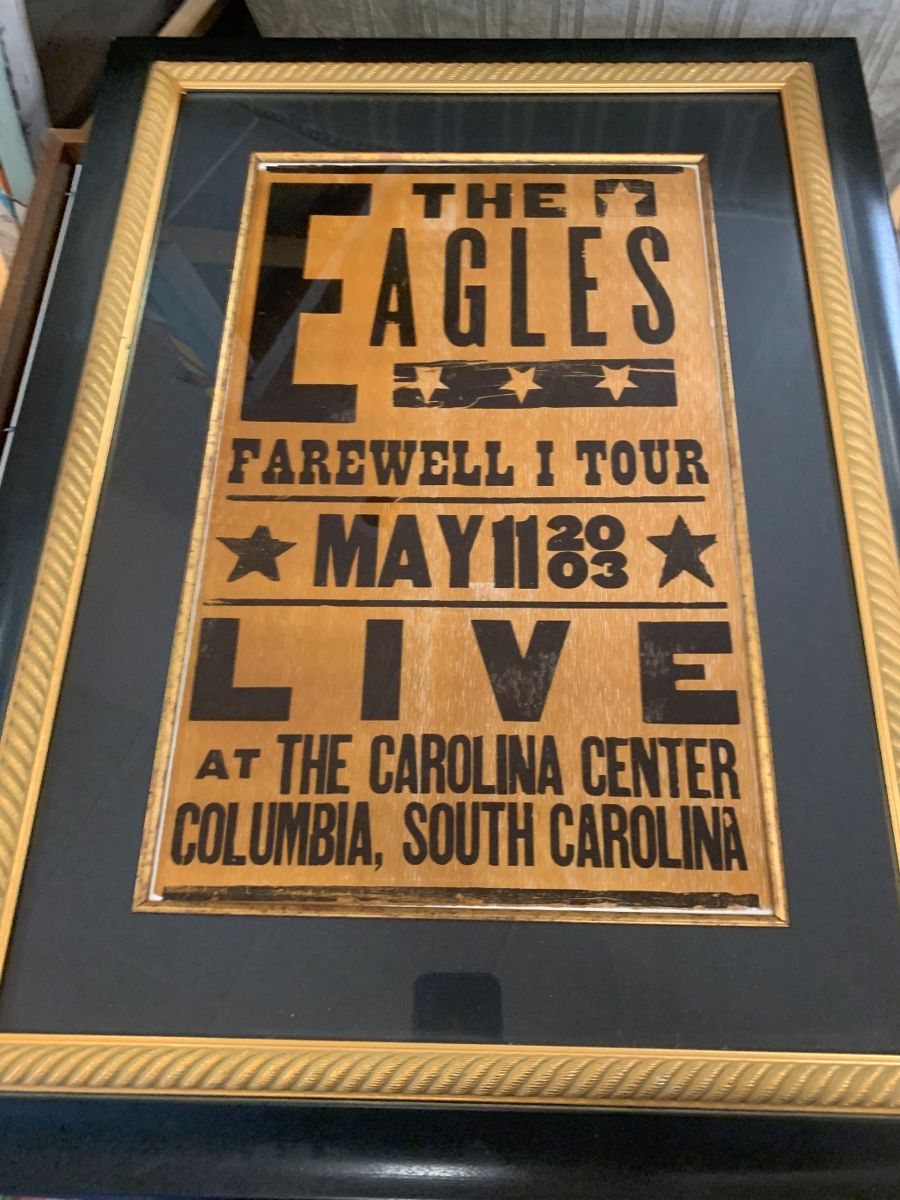 THE
EAGLES
FAREWELL I TOUR
MAY 11 2003
LIVE
AT THE CAROLINA CENTER
COLUMBIA, SOUTH CAROLINA